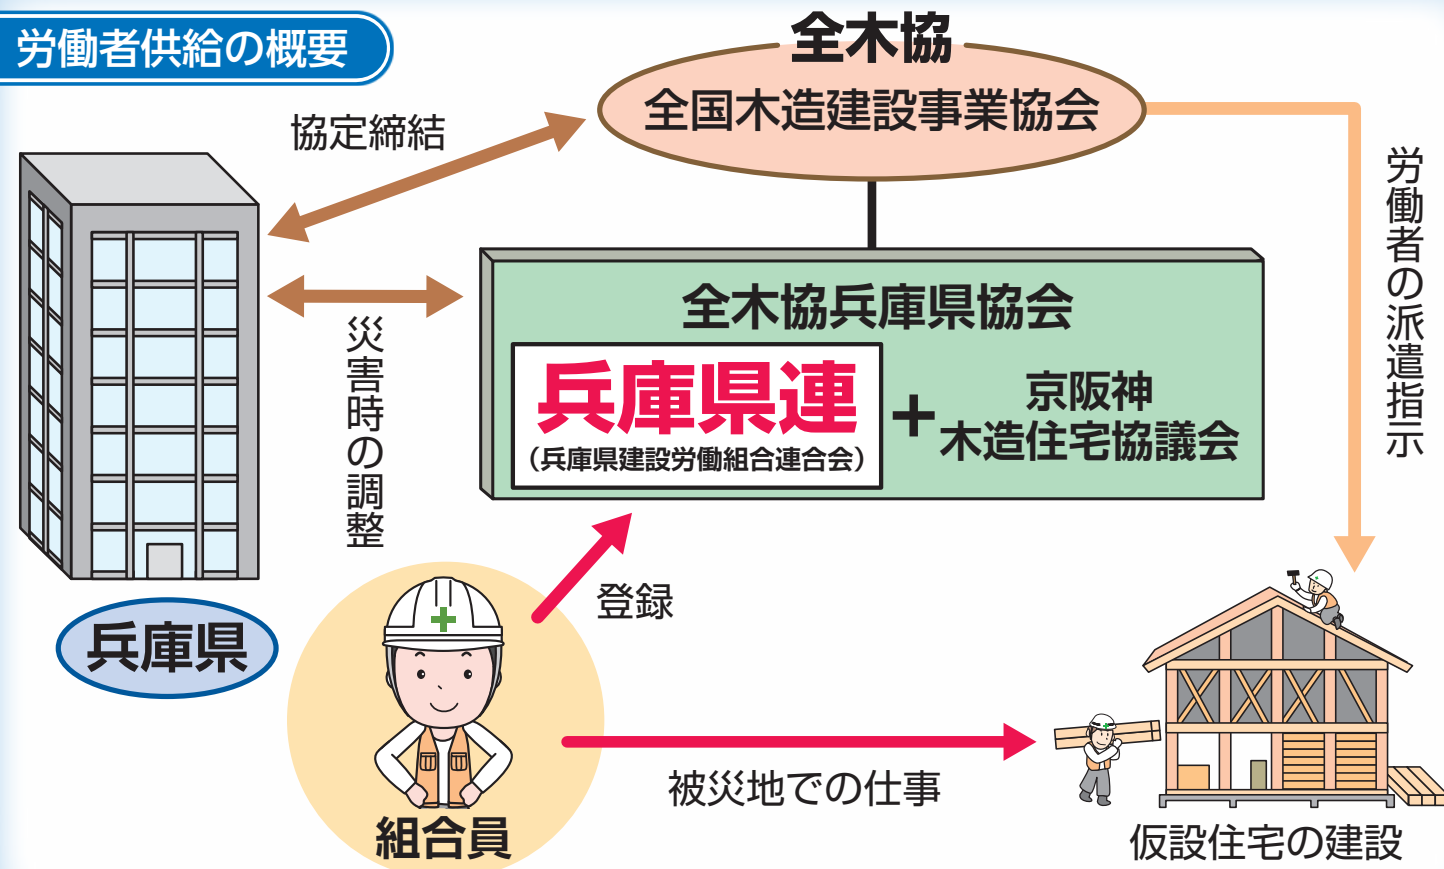 労働者供給の概要
全木協
全国木造建設事業協会
協定締結
労働者の派遣指示
災害時の調整
全木協兵庫県協会
兵庫県連
（兵庫県建設労働組合連合会）
+
京阪神
木造住宅協議会
兵庫県
登録
組合員
被災地での仕事
仮設住宅の建設